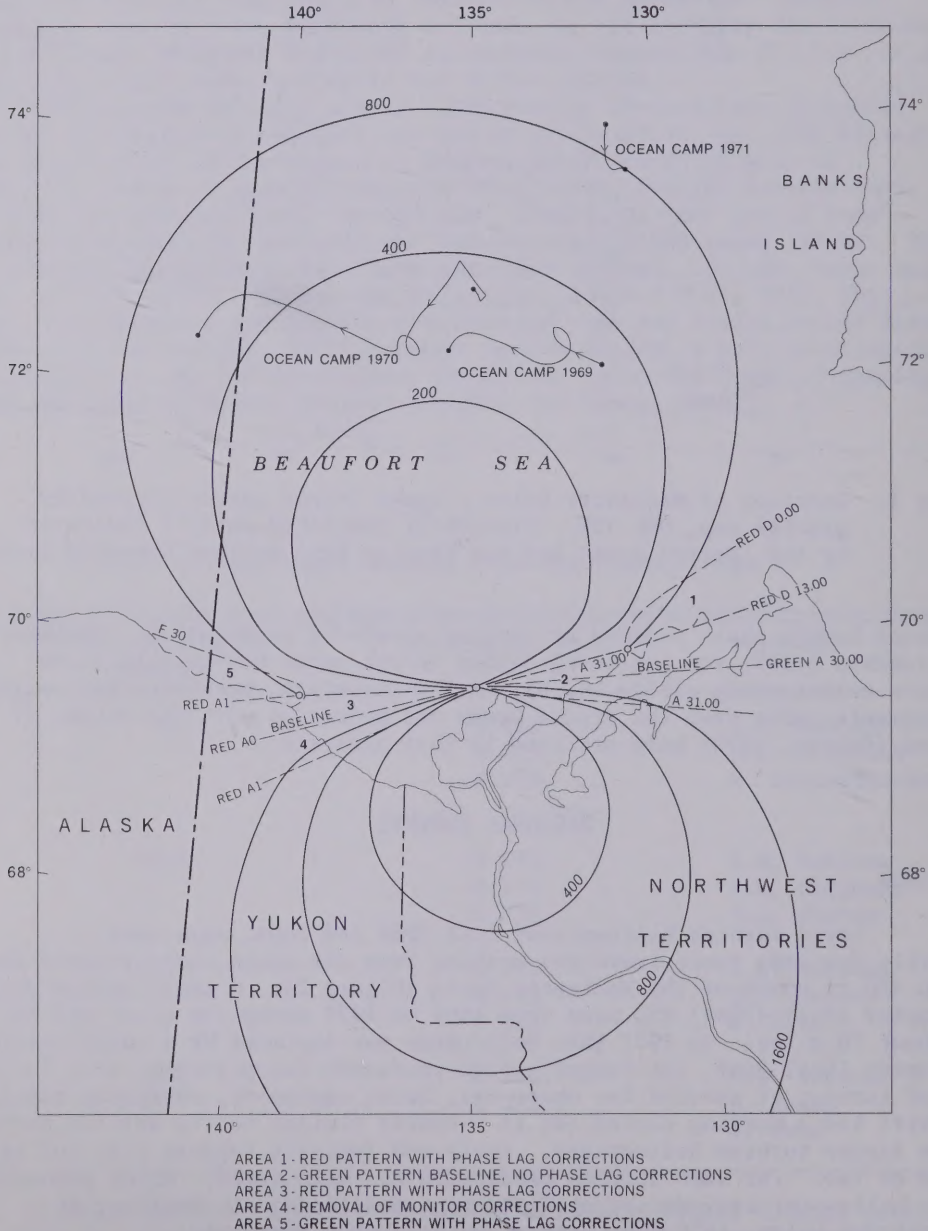 140° 135° 130°
74° 74°
800
OCEAN CAMP 1971
BANKS
ISLAND
400
OCEAN CAMP 1970
OCEAN CAMP 1969
72° 72°
200
BEAUFORT SEA
RED D 0.00
1
RED D 13.00
70° 70°
F 30
A 31.00
BASELINE
GREEN A 30.00
5
2
RED A1
3
BASELINE
A 31.00
RED A0
4
RED A1
ALASKA
68° 68°
400
NORTHWEST
YUKON
TERRITORIES
TERRITORY
800
1600
140° 135° 130°
AREA 1 - RED PATTERN WITH PHASE LAG CORRECTIONS
AREA 2 - GREEN PATTERN BASELINE, NO PHASE LAG CORRECTIONS
AREA 3 - RED PATTERN WITH PHASE LAG CORRECTIONS
AREA 4 - REMOVAL OF MONITOR CORRECTIONS
AREA 5 - GREEN PATTERN WITH PHASE LAG CORRECTIONS